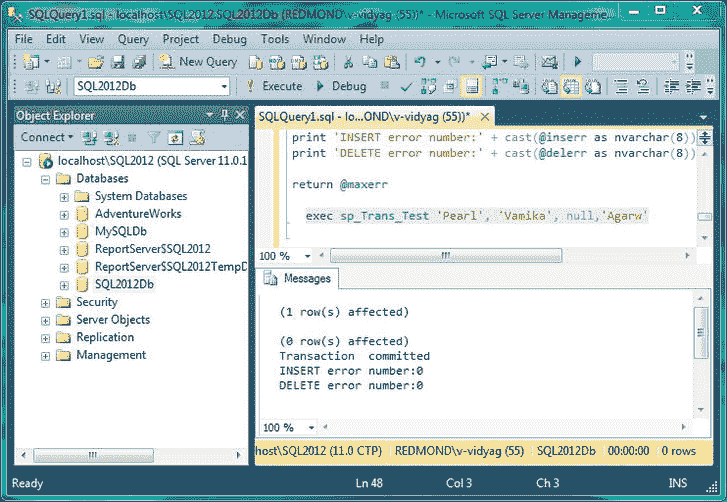 SQLQuery1.sql - localhost\SQL2012.SQL2012Db (REDMOND\v-vidyag (55))* - Microsoft SQL Server Manageme...
File Edit View Query Project Debug Tools Window Help
New Query
SQL2012Db
Execute Debug
Object Explorer
Connect
localhost\SQL2012 (SQL Server 11.0.1
Databases
System Databases
AdventureWorks
MySQLDb
ReportServer$SQL2012
ReportServer$SQL2012TempD
SQL2012Db
Security
Server Objects
Replication
Management
SQLQuery1.sql - lo...OND\v-vidyag (55))*
print 'INSERT error number:' + cast(@inserr as nvarchar(8))
print 'DELETE error number:' + cast(@delerr as nvarchar(8))
return @maxerr
exec sp_Trans_Test 'Pearl', 'Vamika', null,'Agarw'
100 %
Messages
(1 row(s) affected)
(0 row(s) affected)
Transaction committed
INSERT error number:0
DELETE error number:0
100 %
host\SQL2012 (11.0 CTP) REDMOND\v-vidyag (55) SQL2012Db 00:00:00 0 rows
Ready Ln 48 Col 3 Ch 3 INS